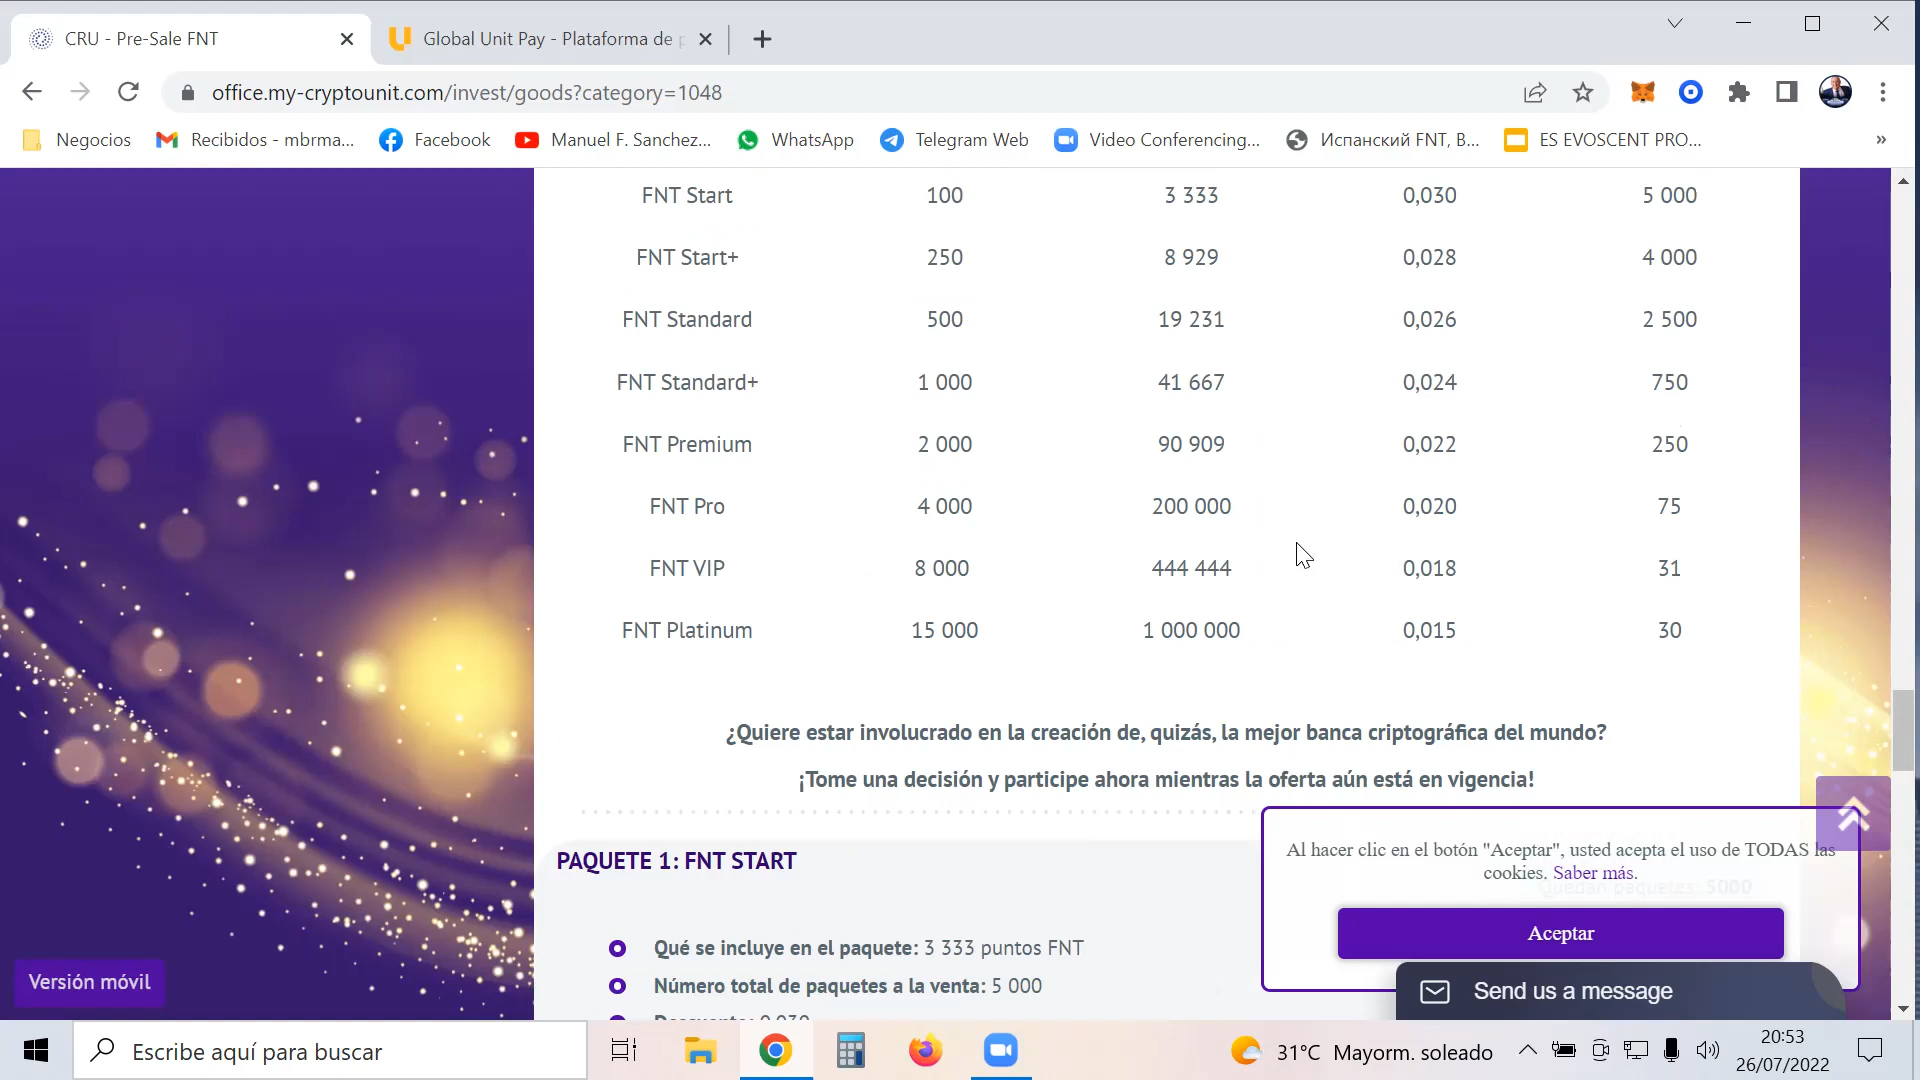 CRU - Pre-Sale FNT
Global Unit Pay - Plataforma de p
office.my-cryptounit.com/invest/goods?category=1048
Negocios
Recibidos - mbrma...
Facebook
Manuel F. Sanchez...
WhatsApp
Telegram Web
Video Conferencing...
Испанский FNT, B...
ES EVOSCENT PRO...
»
FNT Start 100 3 333 0,030 5 000
FNT Start+ 250 8 929 0,028 4 000
FNT Standard 500 19 231 0,026 2 500
FNT Standard+ 1 000 41 667 0,024 750
FNT Premium 2 000 90 909 0,022 250
FNT Pro 4 000 200 000 0,020 75
FNT VIP 8 000 444 444 0,018 31
FNT Platinum 15 000 1 000 000 0,015 30
¿Quiere estar involucrado en la creación de, quizás, la mejor banca criptográfica del mundo?
¡Tome una decisión y participe ahora mientras la oferta aún está en vigencia!
PAQUETE 1: FNT START
Quedan paquetes: 5000
Qué se incluye en el paquete: 3 333 puntos FNT
Número total de paquetes a la venta: 5 000
Descuento: 0,030
Al hacer clic en el botón "Aceptar", usted acepta el uso de TODAS las
cookies. Saber más.
Aceptar
Send us a message
Versión móvil
Escribe aquí para buscar
31°C Mayorm. soleado
20:53
26/07/2022